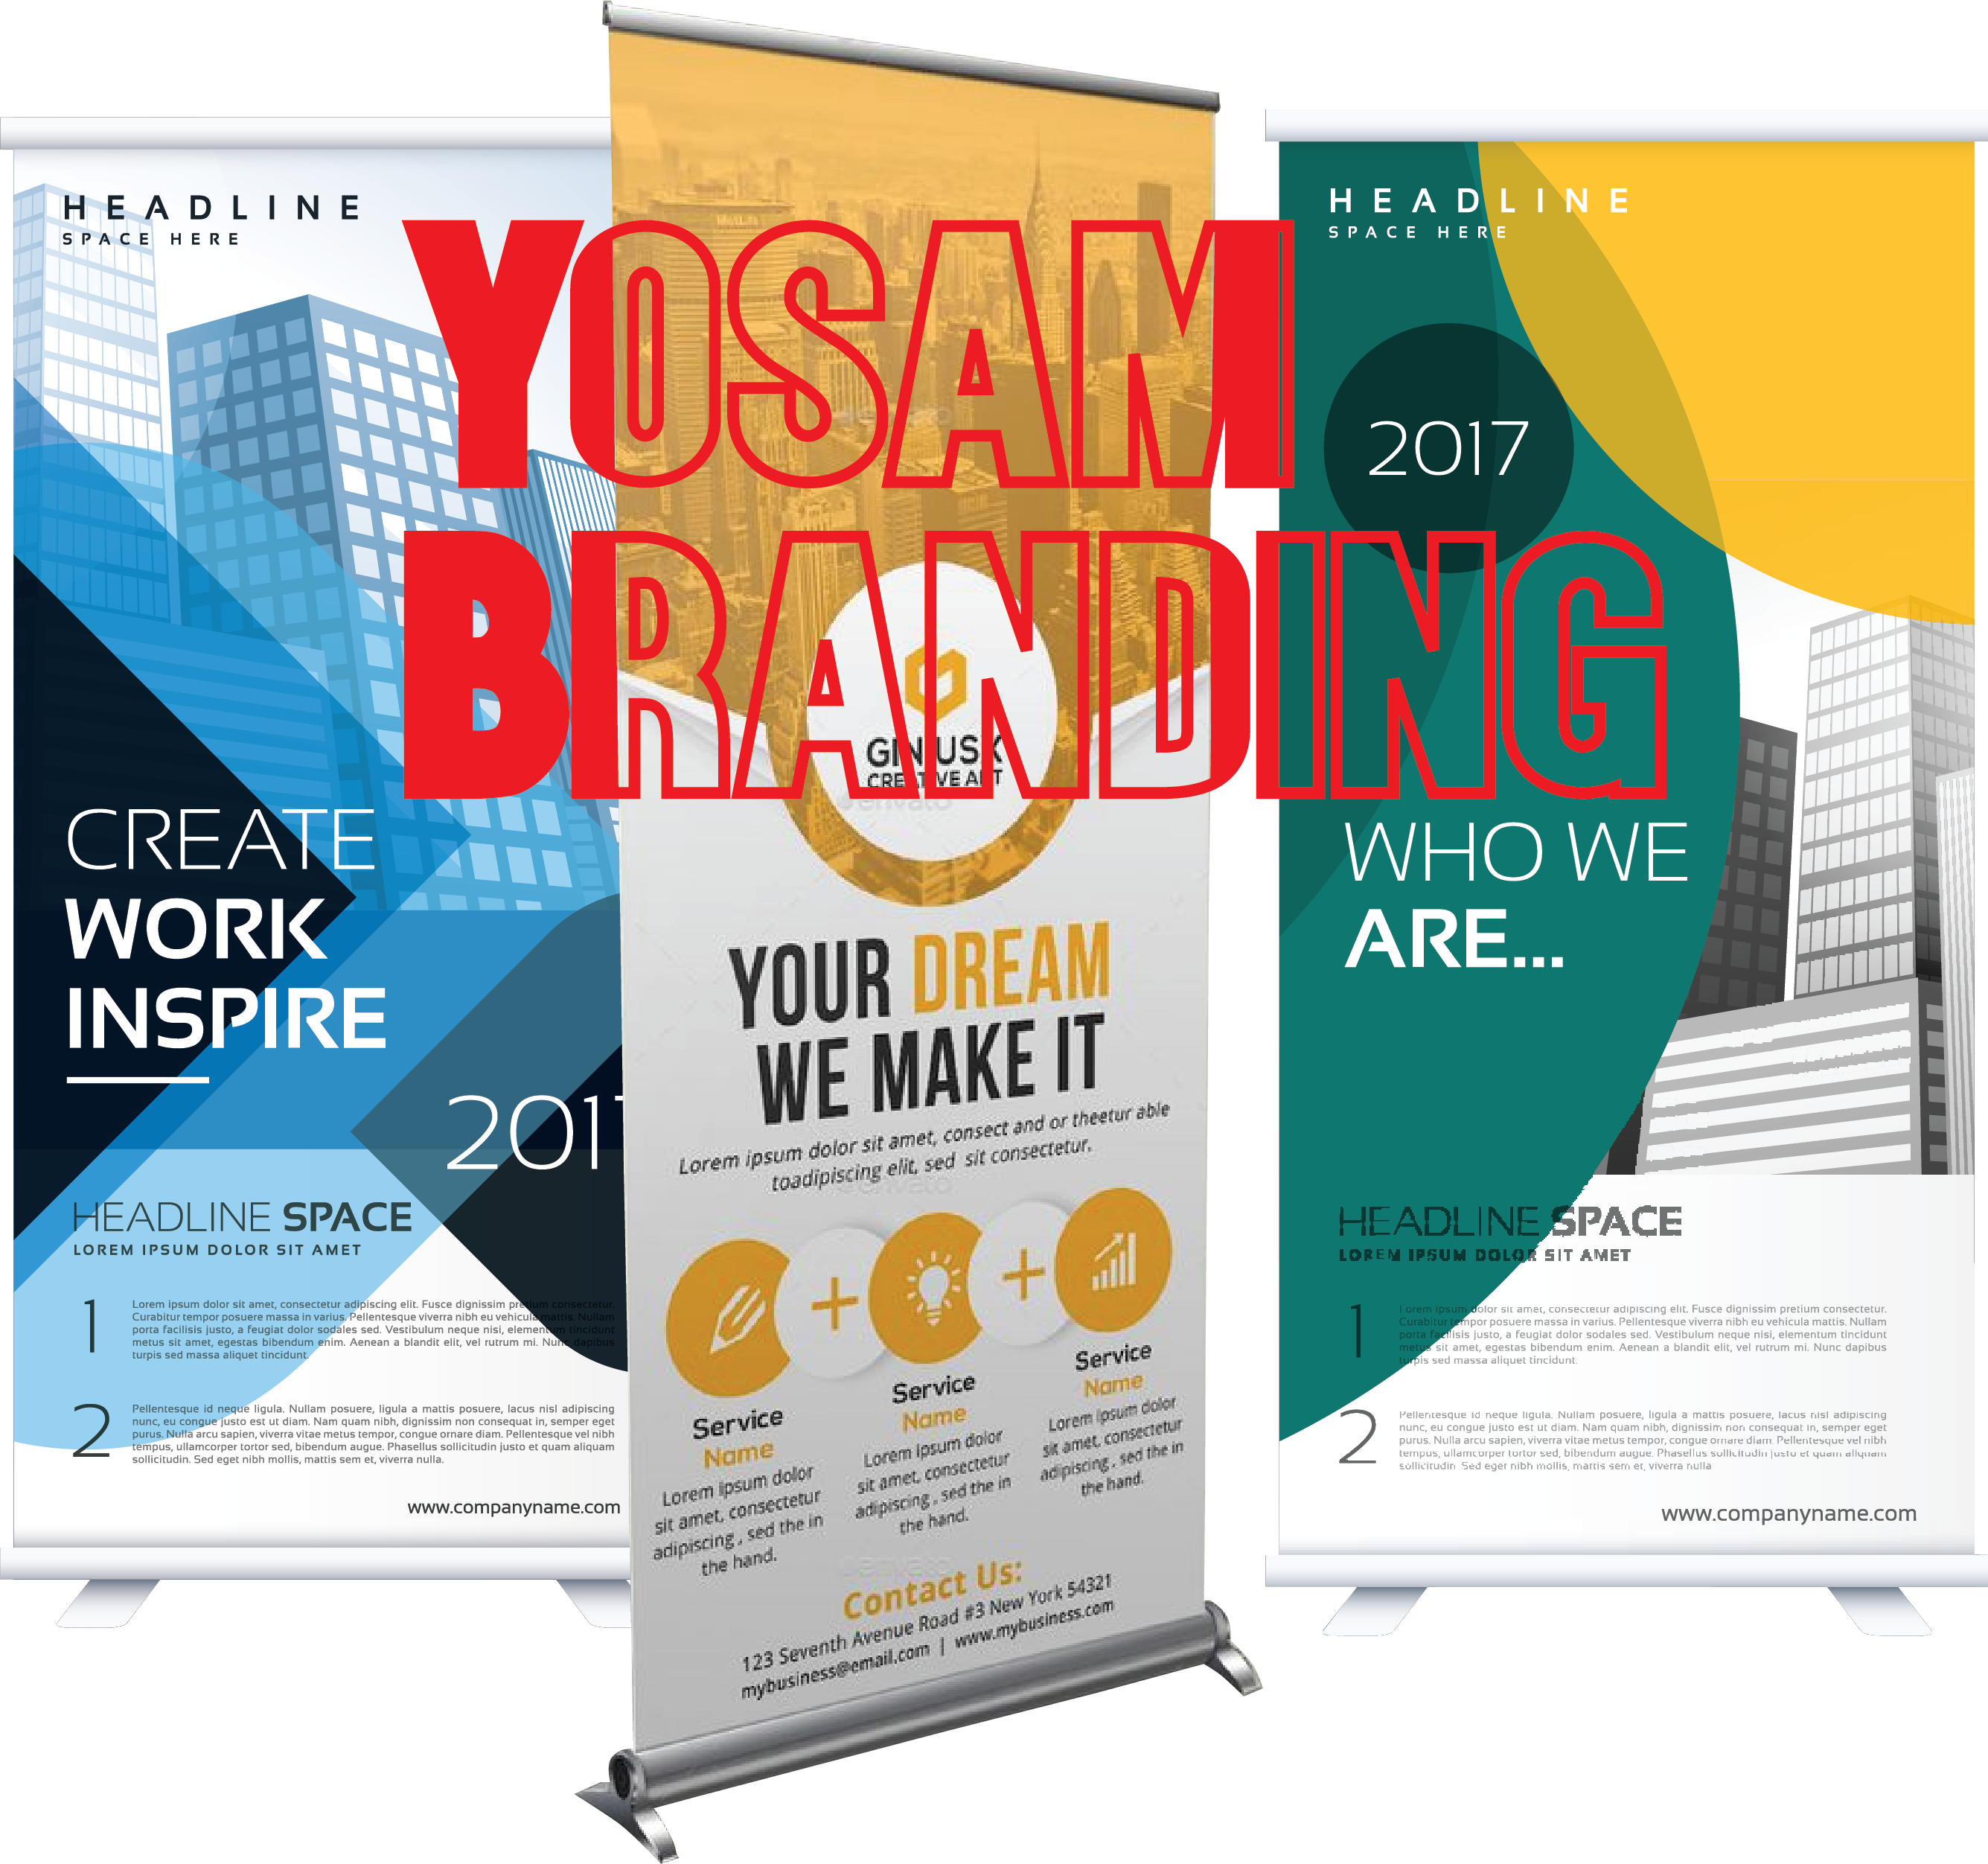 YOSAM
BRANDING
HEADLINE
SPACE HERE
CREATE
WORK
INSPIRE
201
HEADLINE SPACE
LOREM IPSUM DOLOR SIT AMET
1
Lorem ipsum dolor sit amet, consectetur adipiscing elit. Fusce dignissim pretium consectetur.
Curabitur tempor posuere massa in varius. Pellentesque viverra nibh eu vehicula mattis. Nullam
porta facilisis justo, a feugiat dolor sodales sed. Vestibulum neque nisi, elementum tincidunt
metus sit amet, egestas bibendum enim. Aenean a blandit elit, vel rutrum mi. Nunc dapibus
turpis sed massa aliquet tincidunt.
2
Pellentesque id neque ligula. Nullam posuere, ligula a mattis posuere, lacus nisl adipiscing
nunc, eu congue justo est ut diam. Nam quam nibh, dignissim non consequat in, semper eget
purus. Nulla arcu sapien, viverra vitae metus tempor, congue ornare diam. Pellentesque vel nibh
tempus, ullamcorper tortor sed, bibendum augue. Phasellus sollicitudin justo et quam aliquam
sollicitudin. Sed eget nibh mollis, mattis sem et, viverra nulla.
www.companyname.com
CREATIVE ART
envato
YOUR DREAM
WE MAKE IT
Lorem ipsum dolor sit amet, consect and or theetur able
toadipiscing elit, sed sit consectetur.
Service
Name
Lorem ipsum dolor
sit amet, consectetur
adipiscing , sed the in
the hand.
Service
Name
Lorem ipsum dolor
sit amet, consectetur
adipiscing , sed the in
the hand.
Service
Name
Lorem ipsum dolor
sit amet, consectetur
adipiscing , sed the in
the hand.
Contact Us:
123 Seventh Avenue Road #3 New York 54321
mybusiness@email.com | www.mybusiness.com
HEADLINE
SPACE HERE
2017
WHO WE
ARE...
HEADLINE SPACE
LOREM IPSUM DOLOR SIT AMET
1
Lorem ipsum dolor sit amet, consectetur adipiscing elit. Fusce dignissim pretium consectetur.
Curabitur tempor posuere massa in varius. Pellentesque viverra nibh eu vehicula mattis. Nullam
porta facilisis justo, a feugiat dolor sodales sed. Vestibulum neque nisi, elementum tincidunt
metus sit amet, egestas bibendum enim. Aenean a blandit elit, vel rutrum mi. Nunc dapibus
turpis sed massa aliquet tincidunt.
2
Pellentesque id neque ligula. Nullam posuere, ligula a mattis posuere, lacus nisl adipiscing
nunc, eu congue justo est ut diam. Nam quam nibh, dignissim non consequat in, semper eget
purus. Nulla arcu sapien, viverra vitae metus tempor, congue ornare diam. Pellentesque vel nibh
tempus, ullamcorper tortor sed, bibendum augue. Phasellus sollicitudin justo et quam aliquam
sollicitudin. Sed eget nibh mollis, mattis sem et, viverra nulla
www.companyname.com